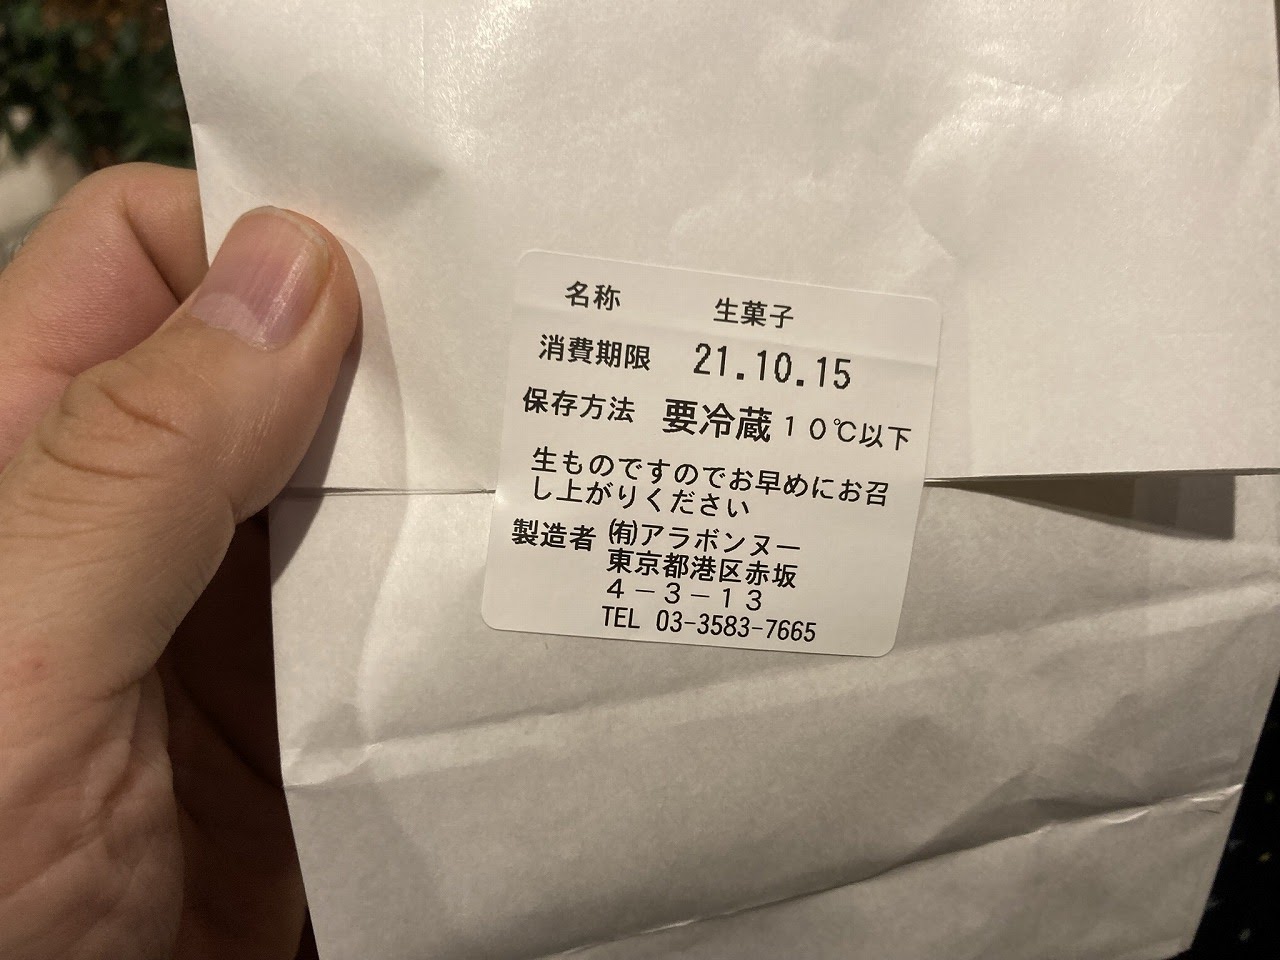 名称 生菓子
消費期限 21.10.15
保存方法 要冷蔵10℃以下
生ものですのでお早めにお召
し上がりください
製造者 ㈲アラボンヌー
東京都港区赤坂
4－3－13
TEL 03-3583-7665